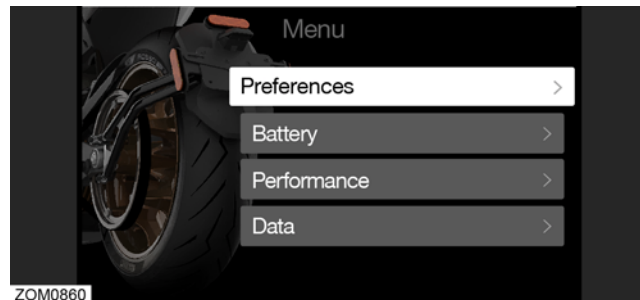 Menu
Preferences
Battery
Performance
Data
ZOM0860